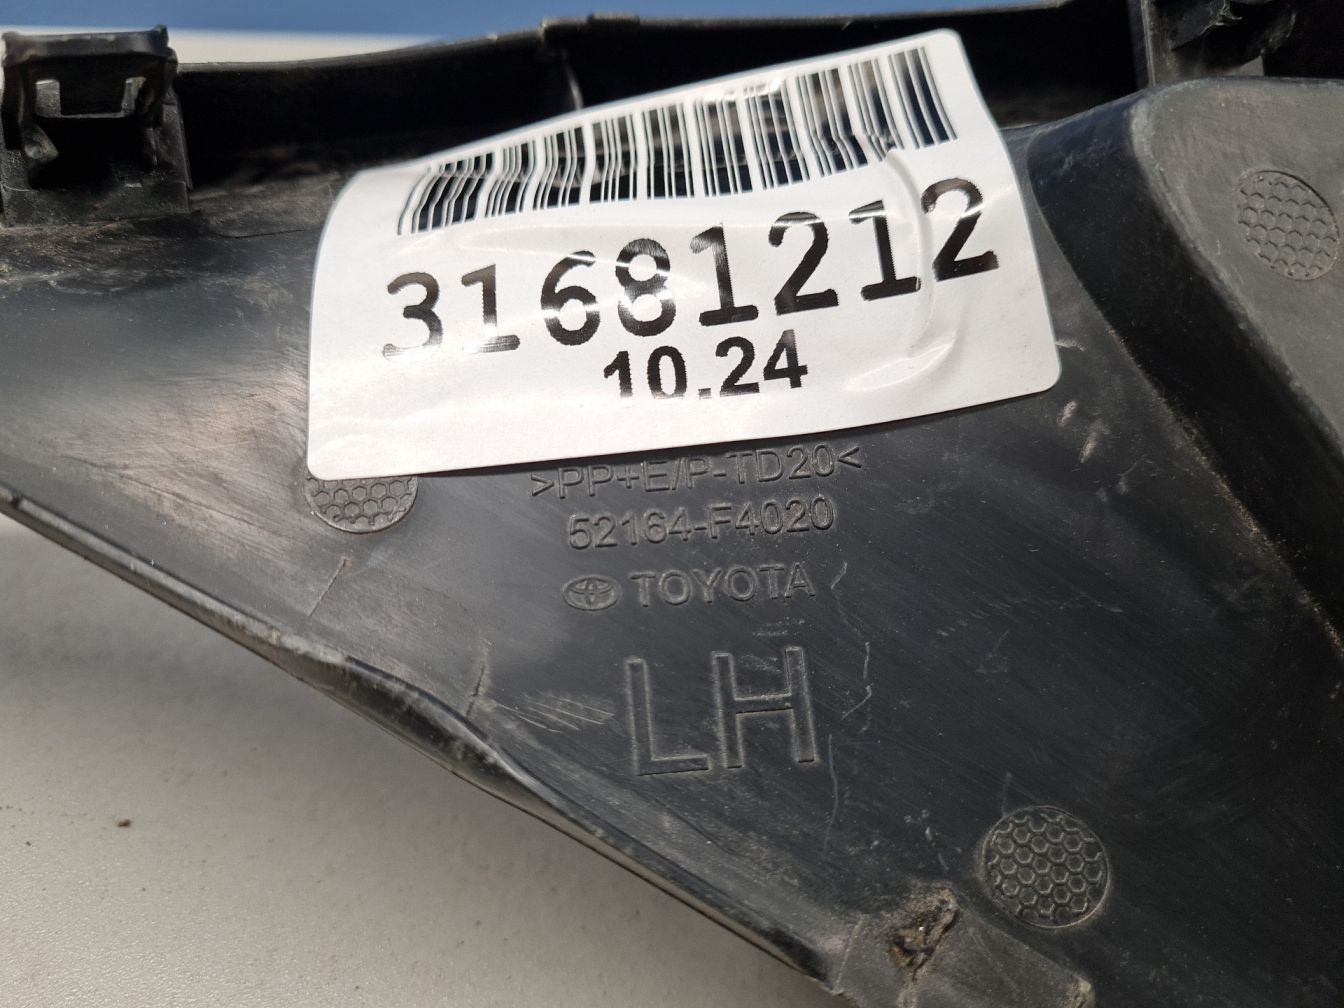 31681212
10.24
>PP+E/P-TD20<
52164-F4020
TOYOTA
LH